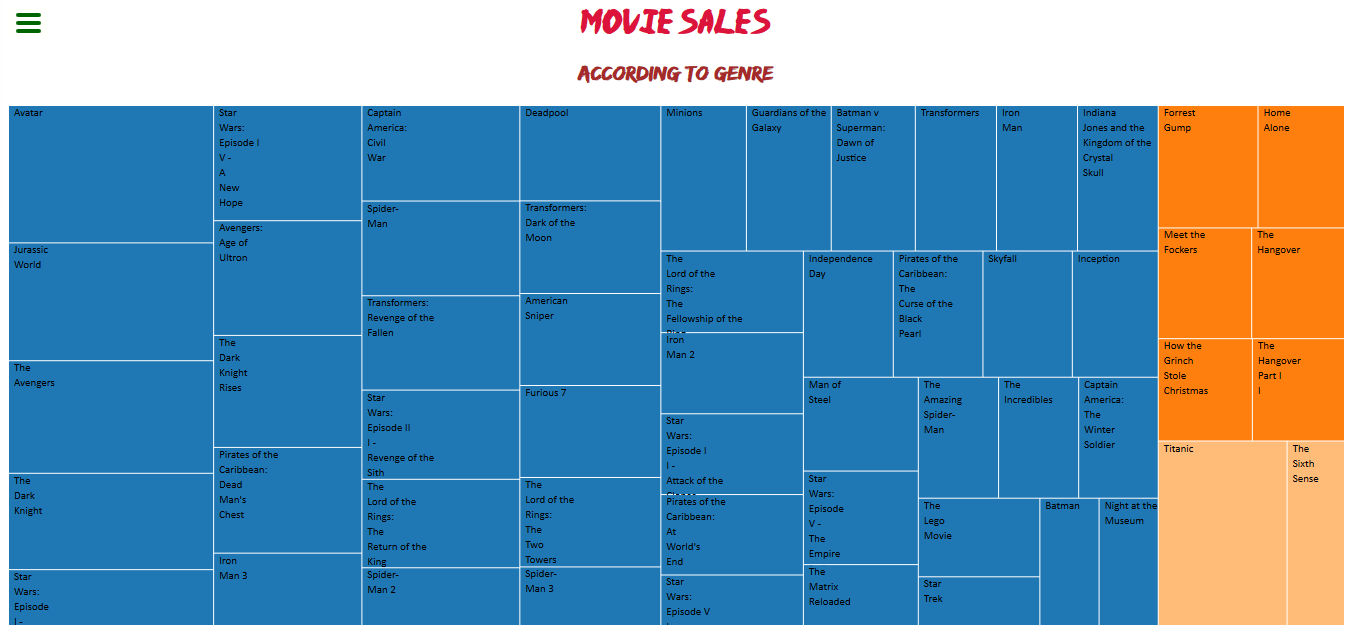 MOVIE SALES
ACCORDING TO GENRE
Avatar
Jurassic
World
The
Avengers
The
Dark
Knight
Star
Wars:
Episode
I -
Star
Wars:
Episode I
V -
A
New
Hope
Avengers:
Age of
Ultron
The
Dark
Knight
Rises
Pirates of the
Caribbean:
Dead
Man's
Chest
Iron
Man 3
Captain
America:
Civil
War
Spider-
Man
Transformers:
Revenge of the
Fallen
Star
Wars:
Episode II
I -
Revenge of the
Sith
The
Lord of the
Rings:
The
Return of the
King
Spider-
Man 2
Deadpool
Transformers:
Dark of the
Moon
American
Sniper
Furious 7
The
Lord of the
Rings:
The
Two
Towers
Spider-
Man 3
Minions
Guardians of the
Galaxy
Batman v
Superman:
Dawn of
Justice
Transformers
Iron
Man
Indiana
Jones and the
Kingdom of the
Crystal
Skull
The
Lord of the
Rings:
The
Fellowship of the
Iron
Man 2
Star
Wars:
Episode I
I -
Attack of the
Pirates of the
Caribbean:
At
World's
End
Star
Wars:
Episode V
Independence
Day
Pirates of the
Caribbean:
The
Curse of the
Black
Pearl
Skyfall
Inception
Man of
Steel
Star
Wars:
Episode
V -
The
Empire
The
Matrix
Reloaded
The
Amazing
Spider-
Man
The
Incredibles
Captain
America:
The
Winter
Soldier
The
Lego
Movie
Star
Trek
Batman
Night at the
Museum
Forrest
Gump
Home
Alone
Meet the
Fockers
The
Hangover
How the
Grinch
Stole
Christmas
The
Hangover
Part I
I
Titanic
The
Sixth
Sense